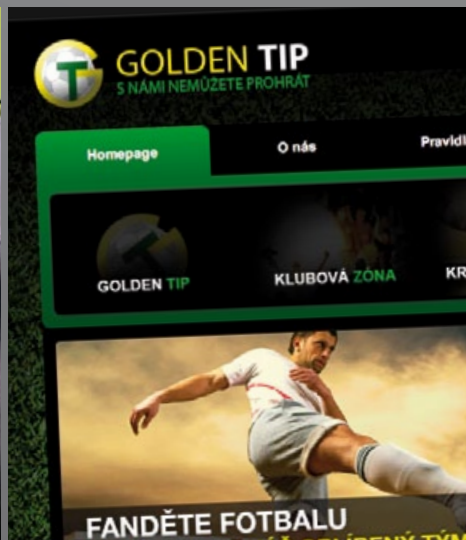 GOLDEN TIP
S NÁMI NEMŮŽETE PROHRÁT
Homepage
O nás
GOLDEN TIP
KLUBOVÁ ZÓNA
FANDĚTE FOTBALU